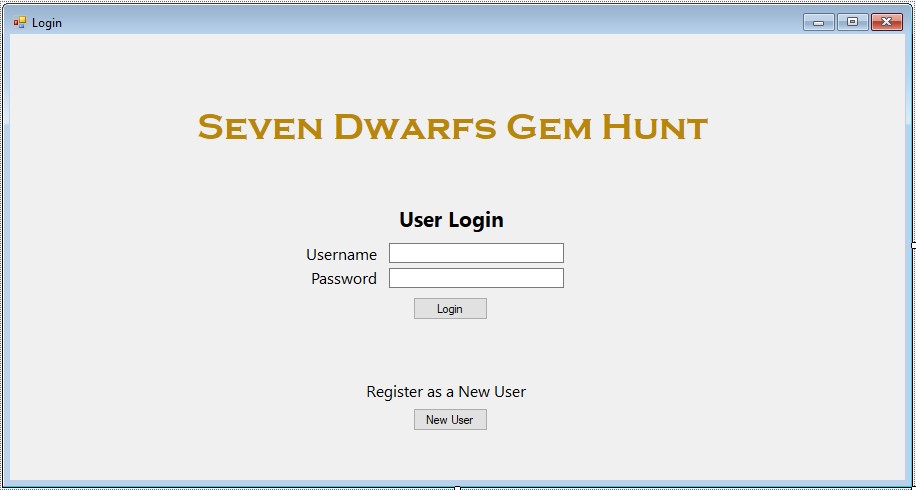 Login
Seven Dwarfs Gem Hunt
User Login
Username
Password
Login
Register as a New User
New User